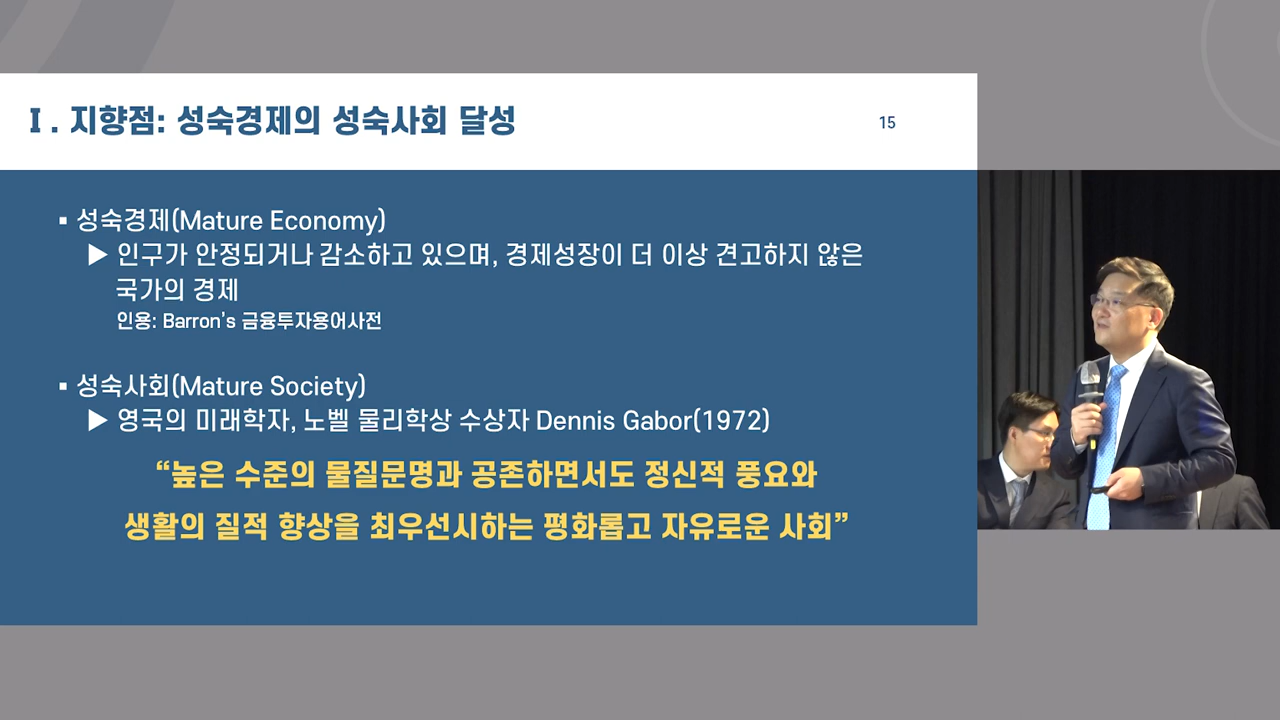 Ⅰ. 지향점: 성숙경제의 성숙사회 달성
15
▪ 성숙경제(Mature Economy)
▶ 인구가 안정되거나 감소하고 있으며, 경제성장이 더 이상 견고하지 않은
국가의 경제
인용: Barron’s 금융투자용어사전
▪ 성숙사회(Mature Society)
▶ 영국의 미래학자, 노벨 물리학상 수상자 Dennis Gabor(1972)
“높은 수준의 물질문명과 공존하면서도 정신적 풍요와
생활의 질적 향상을 최우선시하는 평화롭고 자유로운 사회”